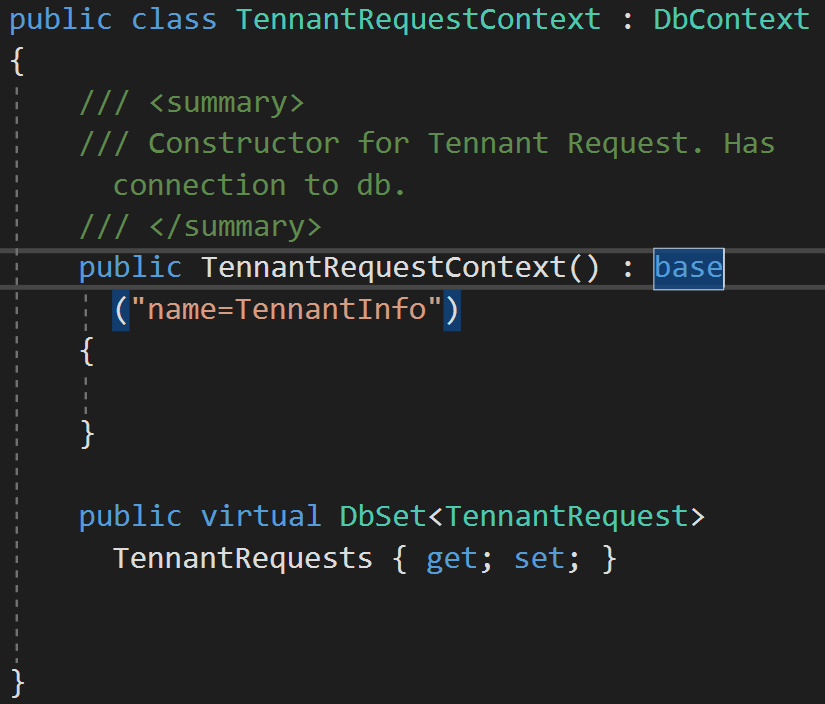 public class TennantRequestContext : DbContext
{
/// <summary>
/// Constructor for Tennant Request. Has
connection to db.
/// </summary>
public TennantRequestContext() : base
("name=TennantInfo")
{
}
public virtual DbSet<TennantRequest>
TennantRequests { get; set; }
}